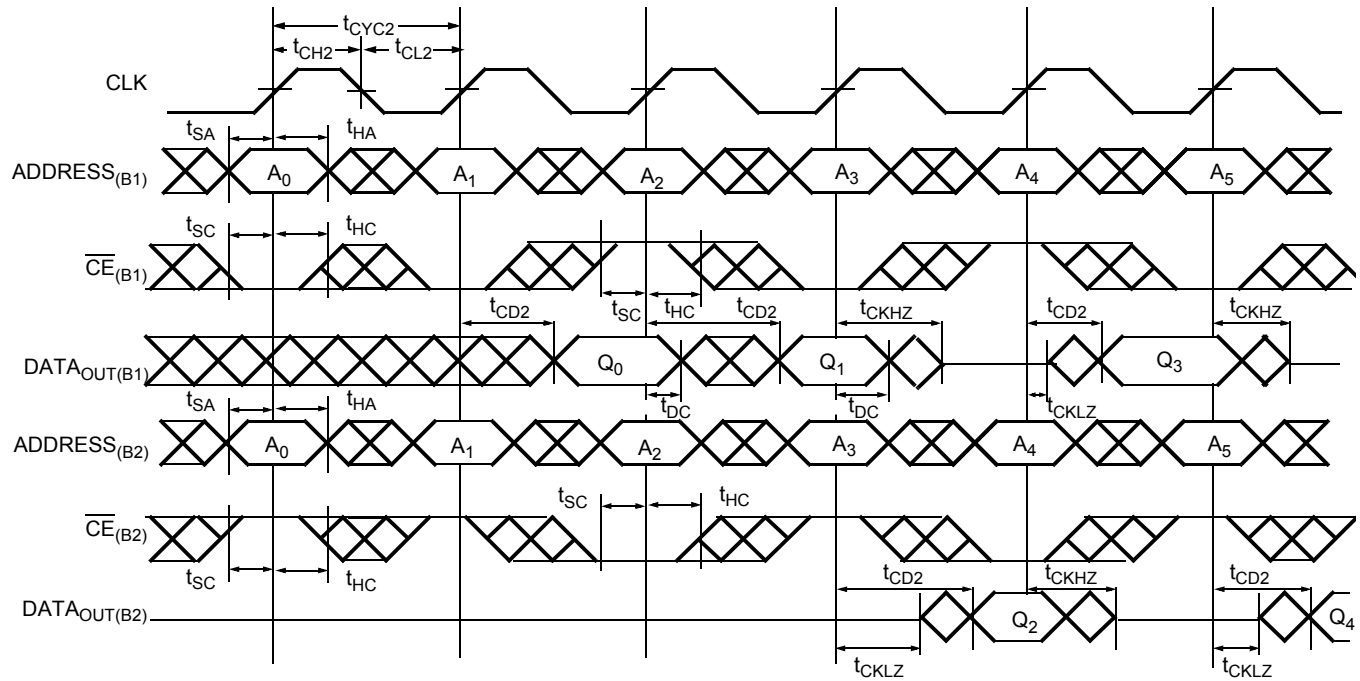 tCYC2
tCH2 tCL2
CLK
tSA tHA
ADDRESS(B1) A0 A1 A2 A3 A4 A5
tSC tHC
CE(B1)
tSC tHC
tCD2 tCD2 tCKHZ tCD2 tCKHZ
DATAOUT(B1) Q0 Q1 Q3
tSA tHA tDC tDC tCKLZ
ADDRESS(B2) A0 A1 A2 A3 A4 A5
tSC tHC
CE(B2)
tSC tHC
tCD2 tCKHZ tCD2
DATAOUT(B2) Q2 Q4
tCKLZ tCKLZ